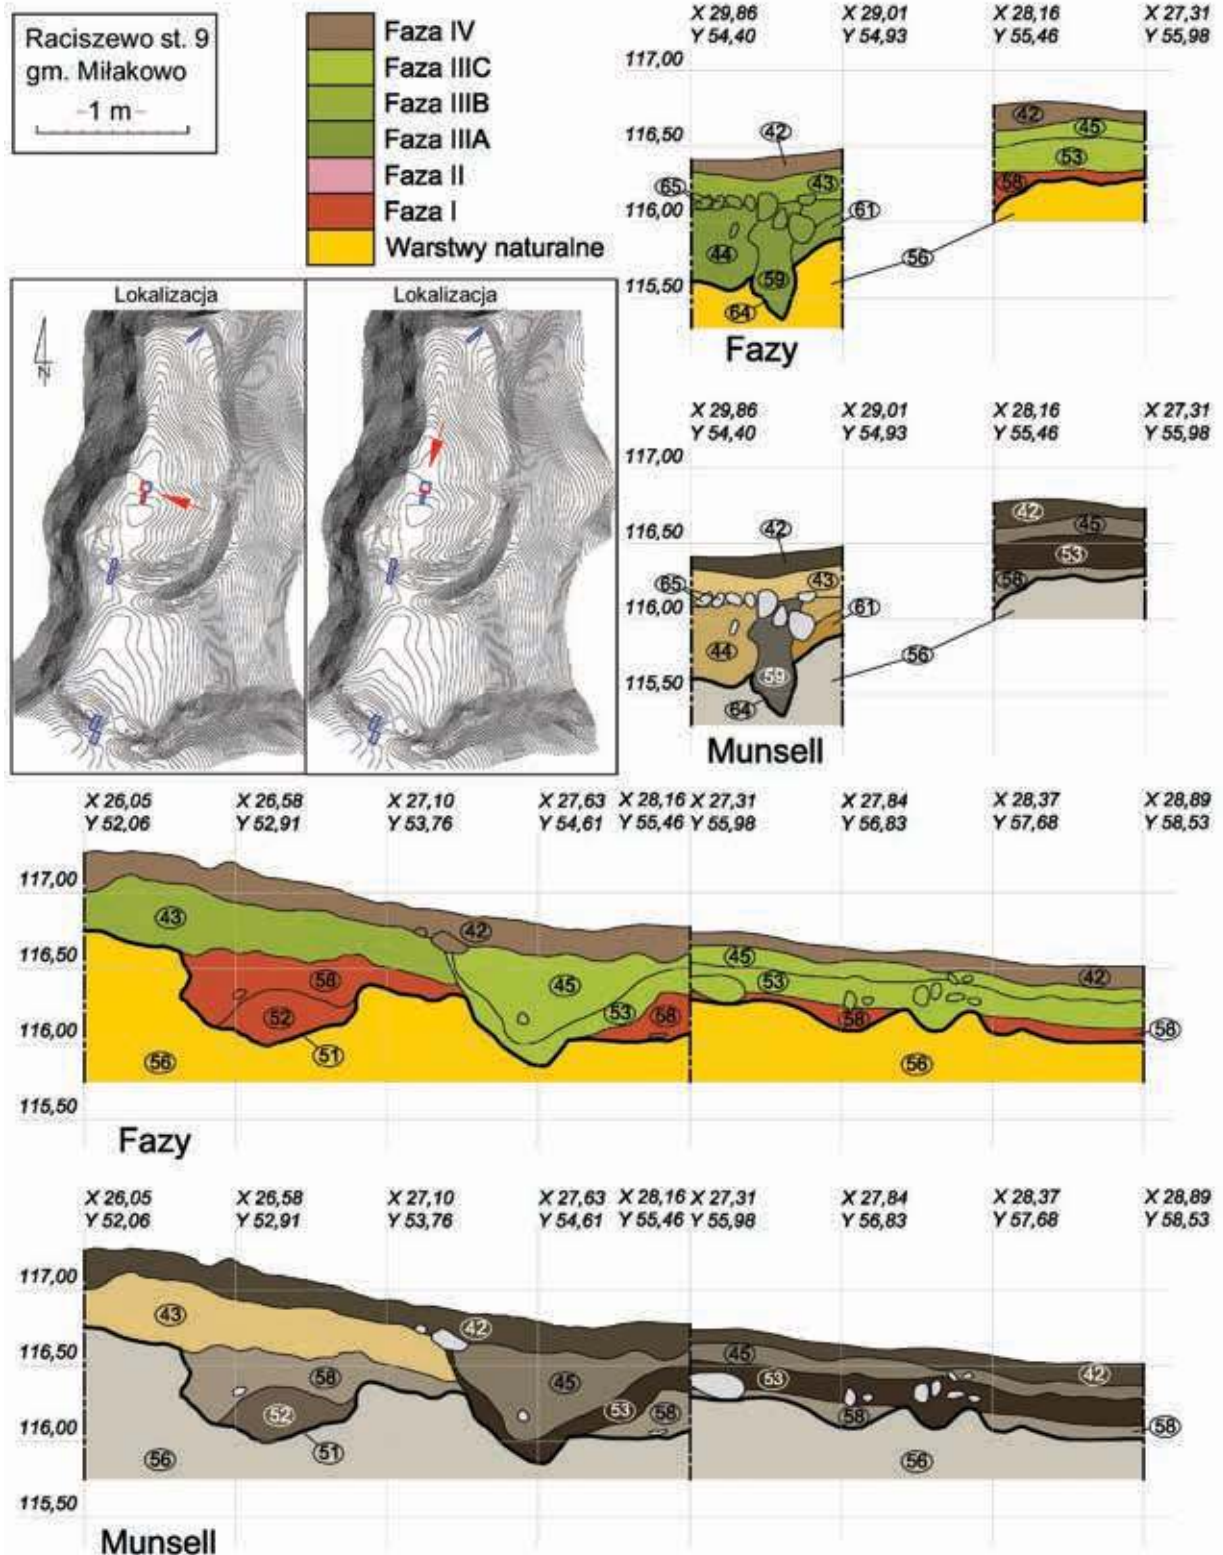 Raciszewo st. 9
gm. Miłakowo
1 m
Faza IV
Faza IIIC
Faza IIIB
Faza IIIA
Faza II
Faza I
Warstwy naturalne
Lokalizacja
Lokalizacja
N
X 29,86 X 29,01 X 28,16 X 27,31
Y 54,40 Y 54,93 Y 55,46 Y 55,98
117,00
116,50
116,00
115,50
42
42
45
53
58
65
43
61
44
59
56
64
Fazy
X 29,86 X 29,01 X 28,16 X 27,31
Y 54,40 Y 54,93 Y 55,46 Y 55,98
117,00
116,50
116,00
115,50
42
42
45
53
58
65
43
61
44
59
56
64
Munsell
X 26,05 X 26,58 X 27,10 X 27,63 X 28,16 X 27,31 X 27,84 X 28,37 X 28,89
Y 52,06 Y 52,91 Y 53,76 Y 54,61 Y 55,46 Y 55,98 Y 56,83 Y 57,68 Y 58,53
117,00
116,50
116,00
115,50
43
42
45
58
45
53
42
52
53
58
58
58
56
51
56
Fazy
X 26,05 X 26,58 X 27,10 X 27,63 X 28,16 X 27,31 X 27,84 X 28,37 X 28,89
Y 52,06 Y 52,91 Y 53,76 Y 54,61 Y 55,46 Y 55,98 Y 56,83 Y 57,68 Y 58,53
117,00
116,50
116,00
115,50
43
42
45
58
45
53
42
52
53
58
58
58
56
51
56
Munsell